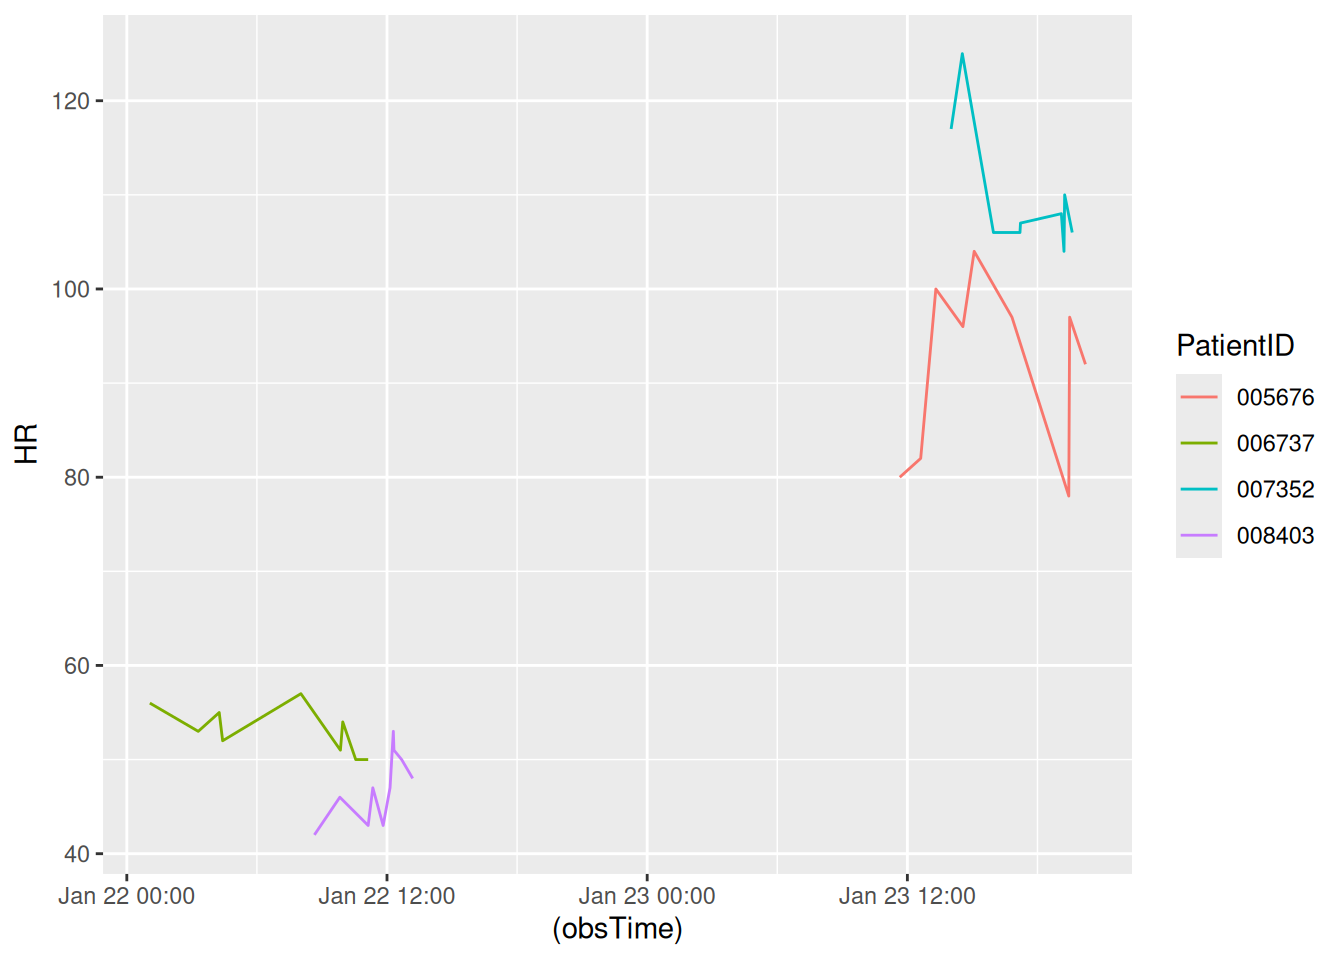 120
100
80
60
40
HR
Jan 22 00:00
Jan 22 12:00
Jan 23 00:00
Jan 23 12:00
(obsTime)
PatientID
005676
006737
007352
008403